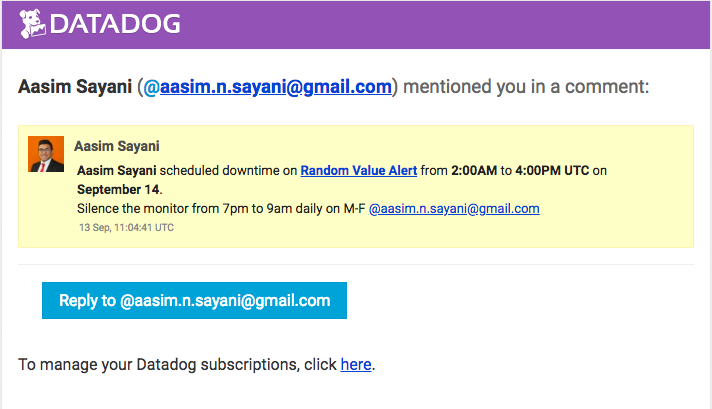 DATADOG
Aasim Sayani (@aasim.n.sayani@gmail.com) mentioned you in a comment:
Aasim Sayani
Aasim Sayani scheduled downtime on Random Value Alert from 2:00AM to 4:00PM UTC on
September 14.
Silence the monitor from 7pm to 9am daily on M-F @aasim.n.sayani@gmail.com
13 Sep, 11:04:41 UTC
Reply to @aasim.n.sayani@gmail.com
To manage your Datadog subscriptions, click here.